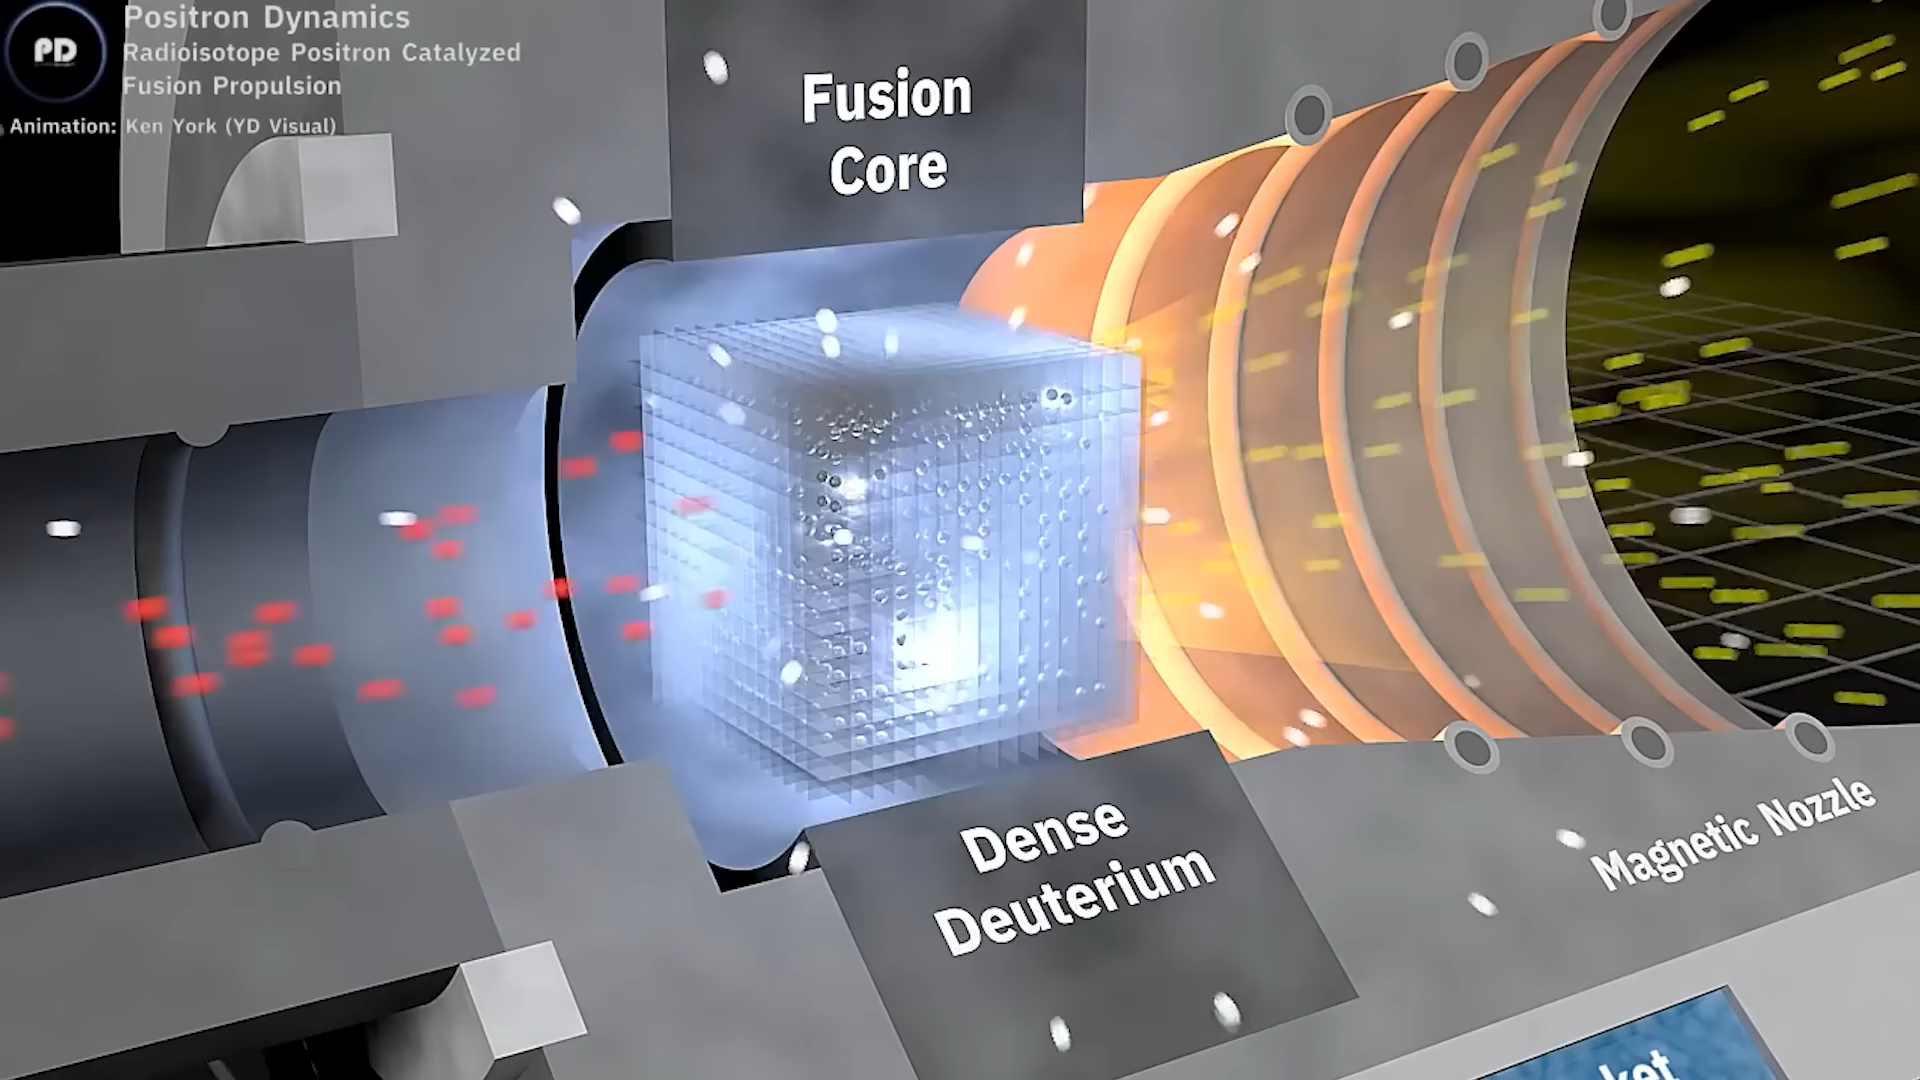 PD
Positron Dynamics
Radioisotope Positron Catalyzed
Fusion Propulsion
Animation: Ken York (YD Visual)
Fusion
Core
Dense
Deuterium
Magnetic Nozzle